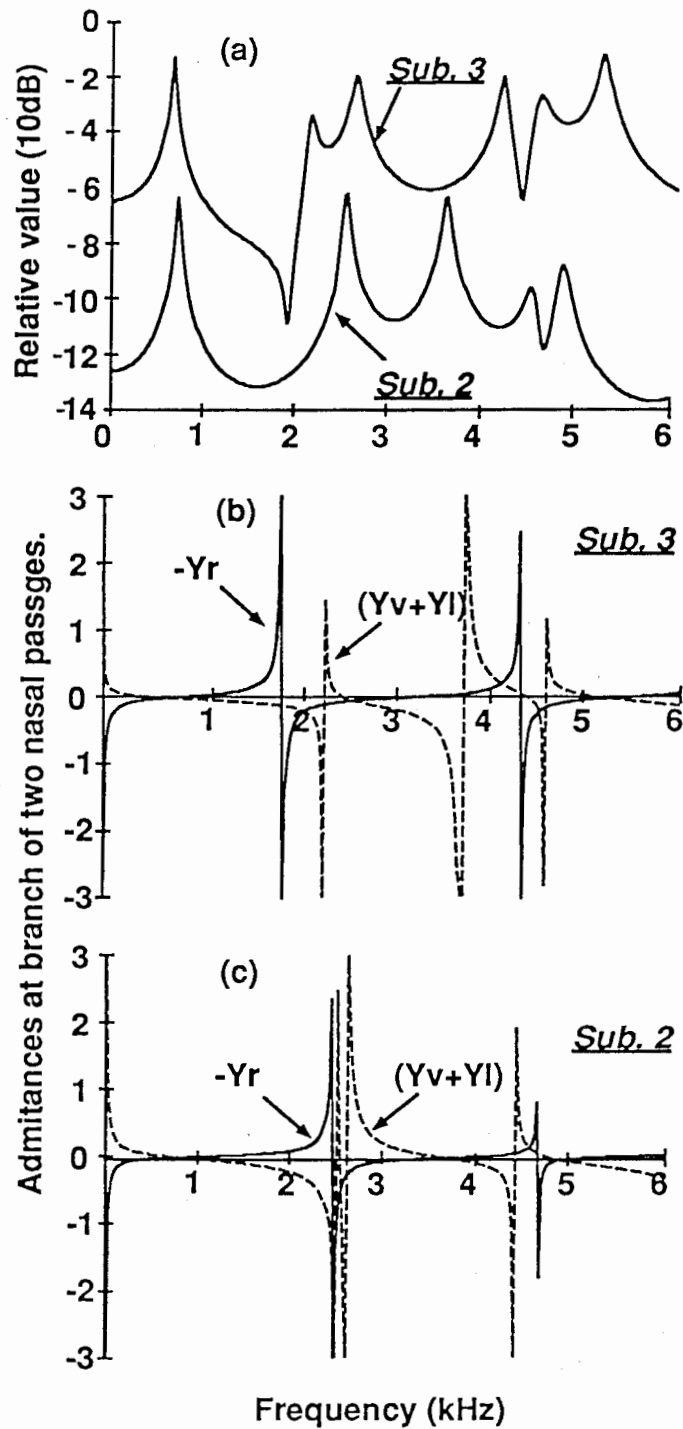 Relative value (10dB)
0
-2
-4
-6
-8
-10
-12
-14
(a)
Sub. 3
Sub. 2
0
1
2
3
4
5
6
Admitances at branch of two nasal passges.
3
2
1
0
-1
-2
-3
(b)
Sub. 3
-Yr
(Yv+Yl)
1
2
3
4
5
6
3
2
1
0
-1
-2
-3
(c)
Sub. 2
-Yr
(Yv+Yl)
1
2
3
4
5
6
Frequency (kHz)